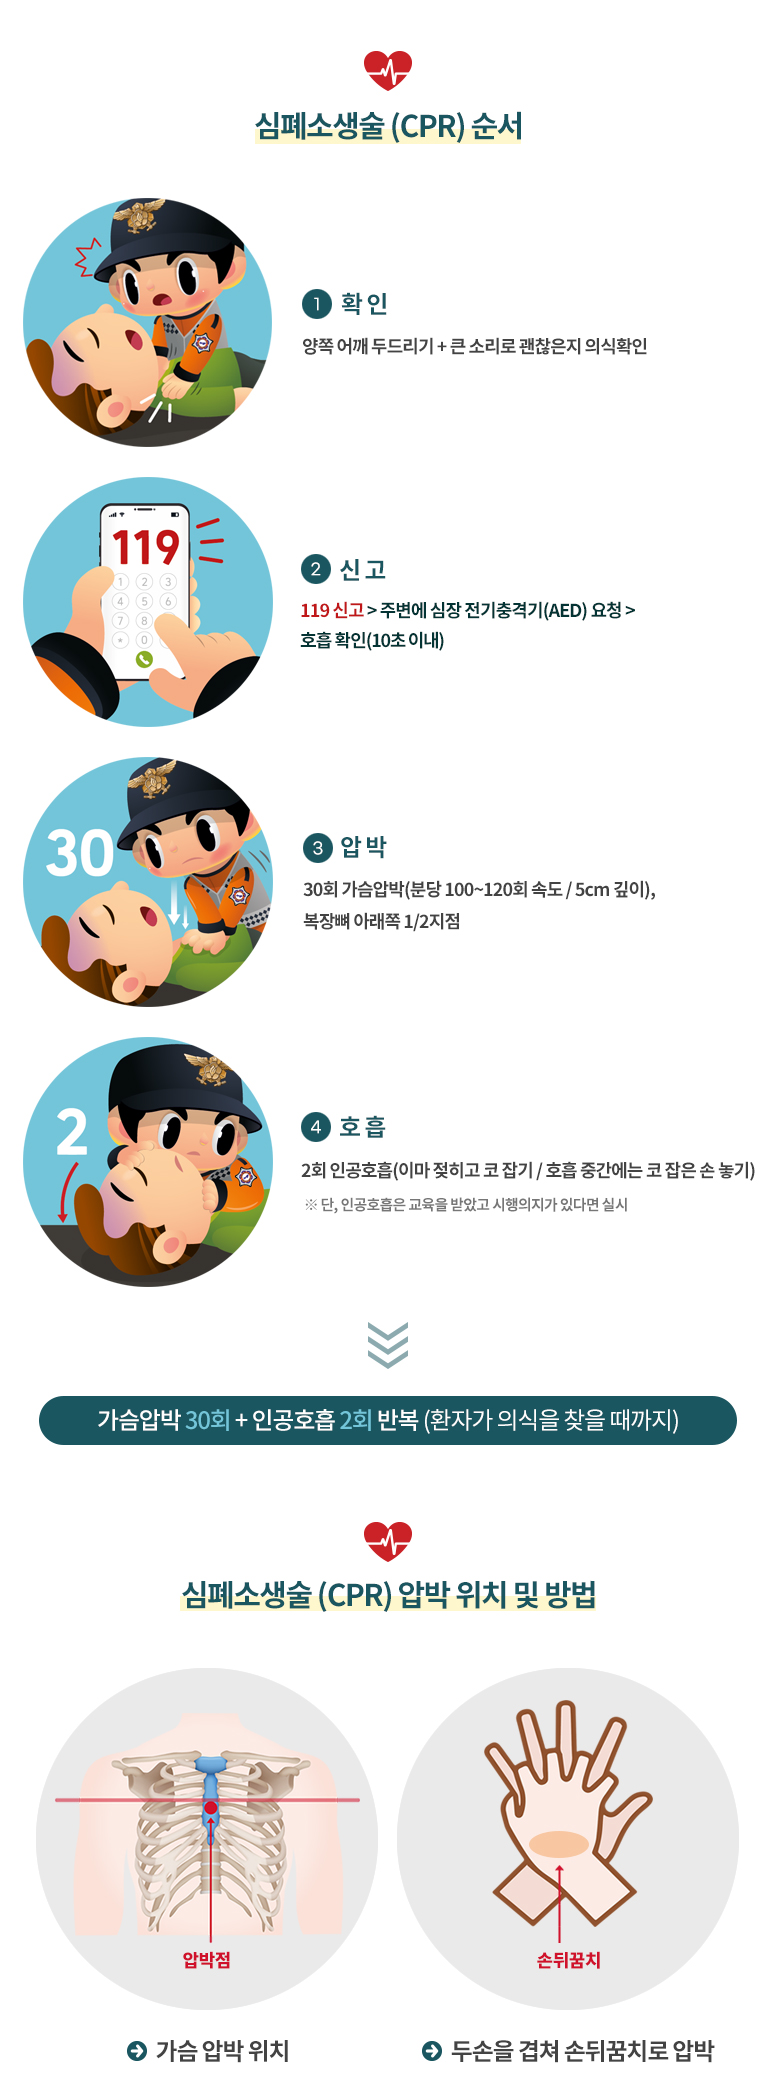 심폐소생술 (CPR) 순서
1 확인
양쪽 어깨 두드리기 + 큰 소리로 괜찮은지 의식확인
119
1 2 3
4 5 6
7 8
* 0
2 신고
119 신고 > 주변에 심장 전기충격기(AED) 요청 >
호흡 확인(10초 이내)
30
3 압박
30회 가슴압박(분당 100~120회 속도 / 5cm 깊이),
복장뼈 아래쪽 1/2지점
2
4 호흡
2회 인공호흡(이마 젖히고 코 잡기 / 호흡 중간에는 코 잡은 손 놓기)
※ 단, 인공호흡은 교육을 받았고 시행의지가 있다면 실시
가슴압박 30회 + 인공호흡 2회 반복 (환자가 의식을 찾을 때까지)
심폐소생술 (CPR) 압박 위치 및 방법
압박점
손뒤꿈치
가슴 압박 위치
두손을 겹쳐 손뒤꿈치로 압박